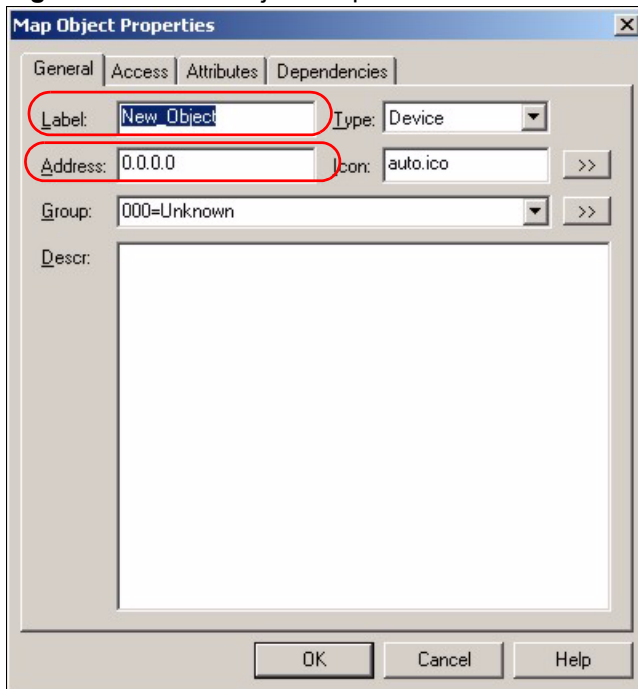 Map Object Properties
General Access Attributes Dependencies
Label: New_Object Type: Device
Address: 0.0.0.0 Icon: auto.ico >>
Group: 000=Unknown >>
Descr:
OK Cancel Help